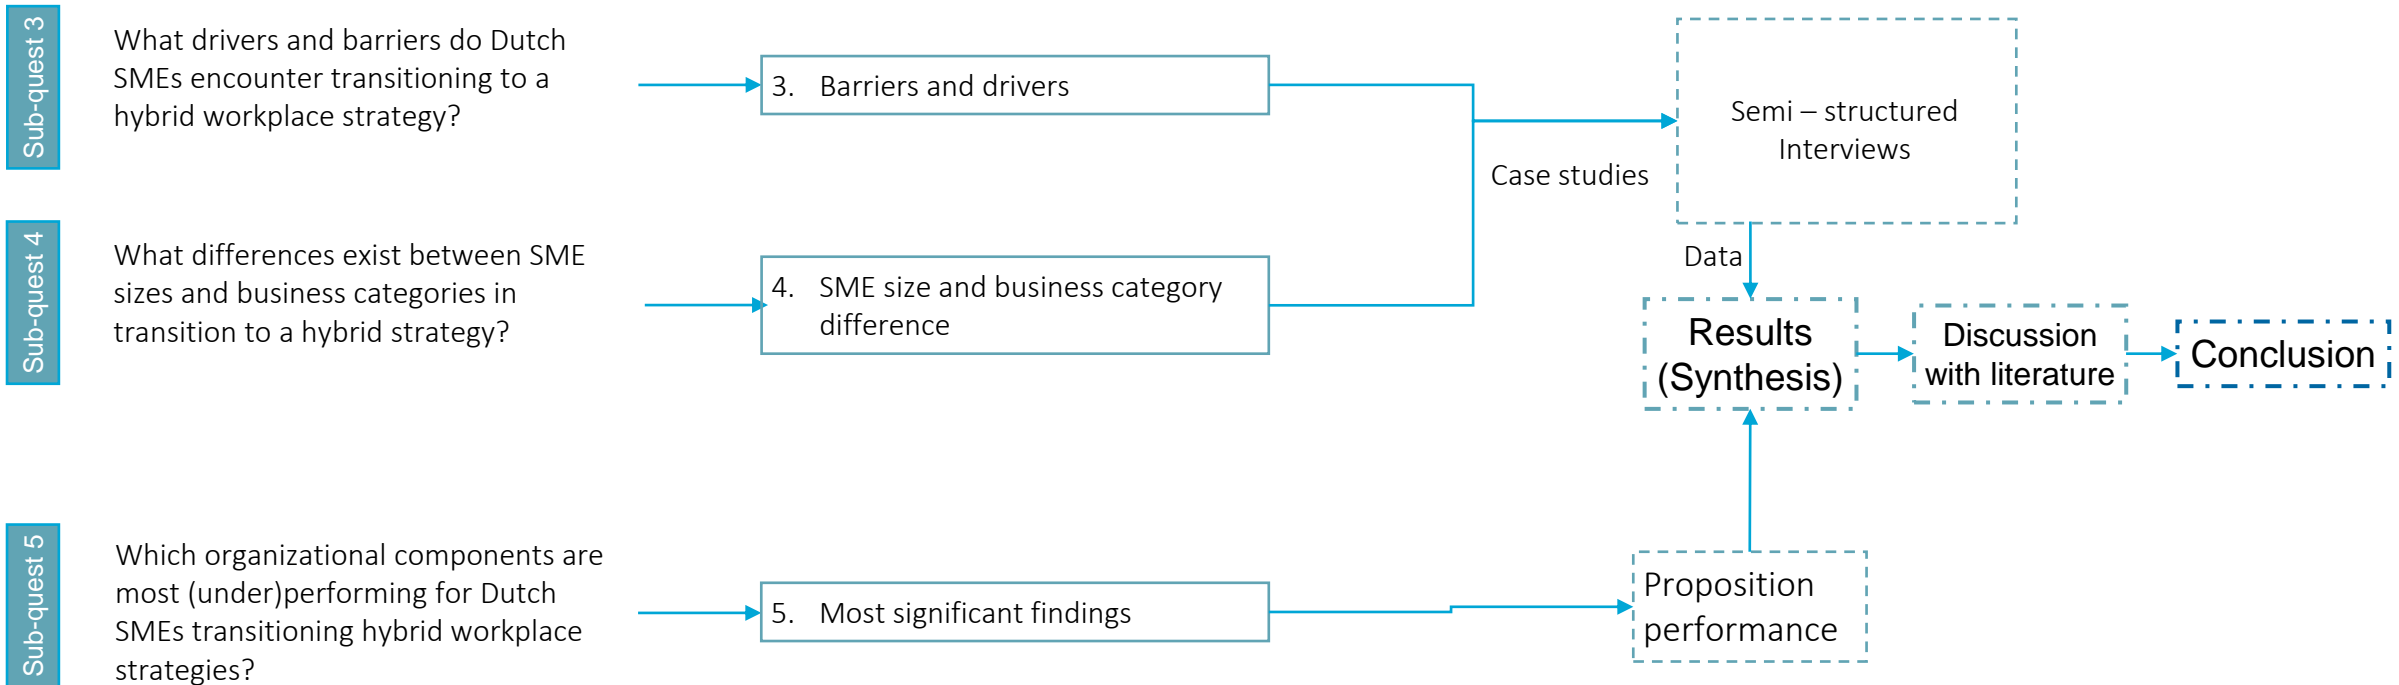 Sub-quest 3
What drivers and barriers do Dutch
SMEs encounter transitioning to a
hybrid workplace strategy?
3. Barriers and drivers
Semi – structured
Interviews
Case studies
Sub-quest 4
What differences exist between SME
sizes and business categories in
transition to a hybrid strategy?
4. SME size and business category
difference
Data
Results
(Synthesis)
Discussion
with literature
Conclusion
Sub-quest 5
Which organizational components are
most (under)performing for Dutch
SMEs transitioning hybrid workplace
strategies?
5. Most significant findings
Proposition
performance